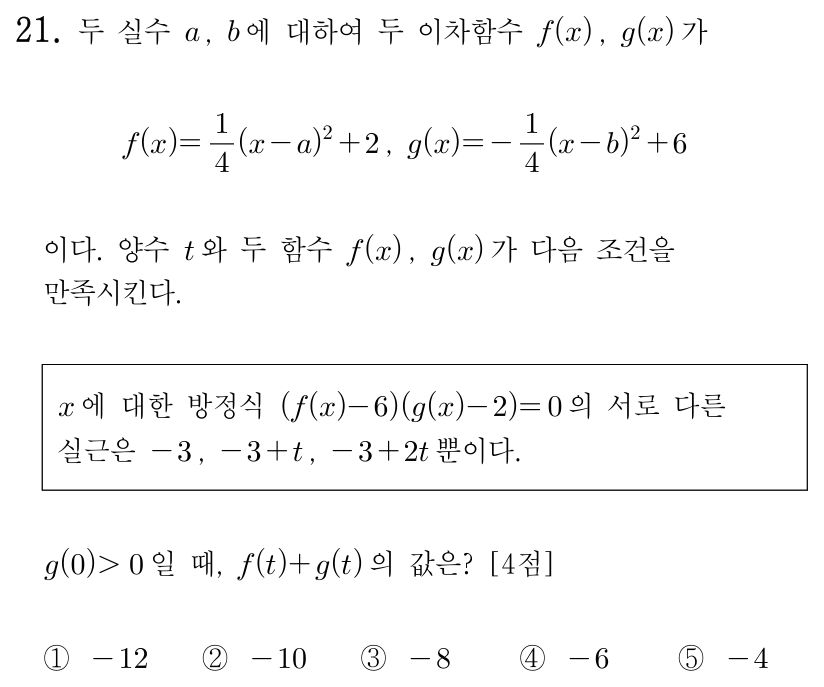 21. 두 실수 a, b에 대하여 두 이차함수 f(x), g(x)가
f(x)=\frac{1}{4}(x-a)^2+2, g(x)=-\frac{1}{4}(x-b)^2+6
이다. 양수 t와 두 함수 f(x), g(x)가 다음 조건을
만족시킨다.
x에 대한 방정식 (f(x)-6)(g(x)-2)=0의 서로 다른
실근은 -3, -3+t, -3+2t뿐이다.
g(0)>0일 때, f(t)+g(t)의 값은? [4점]
① -12 ② -10 ③ -8 ④ -6 ⑤ -4